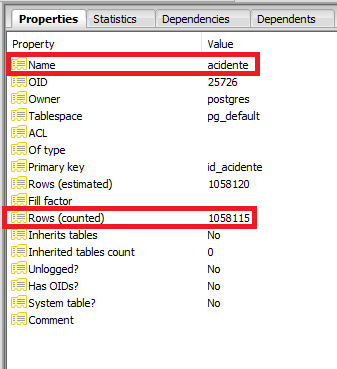 Properties Statistics Dependencies Dependents
Property Value
Name acidente
OID 25726
Owner postgres
Tablespace pg_default
ACL
Of type
Primary key id_acidente
Rows (estimated) 1058120
Fill factor
Rows (counted) 1058115
Inherits tables No
Inherited tables count 0
Unlogged? No
Has OIDs? No
System table? No
Comment